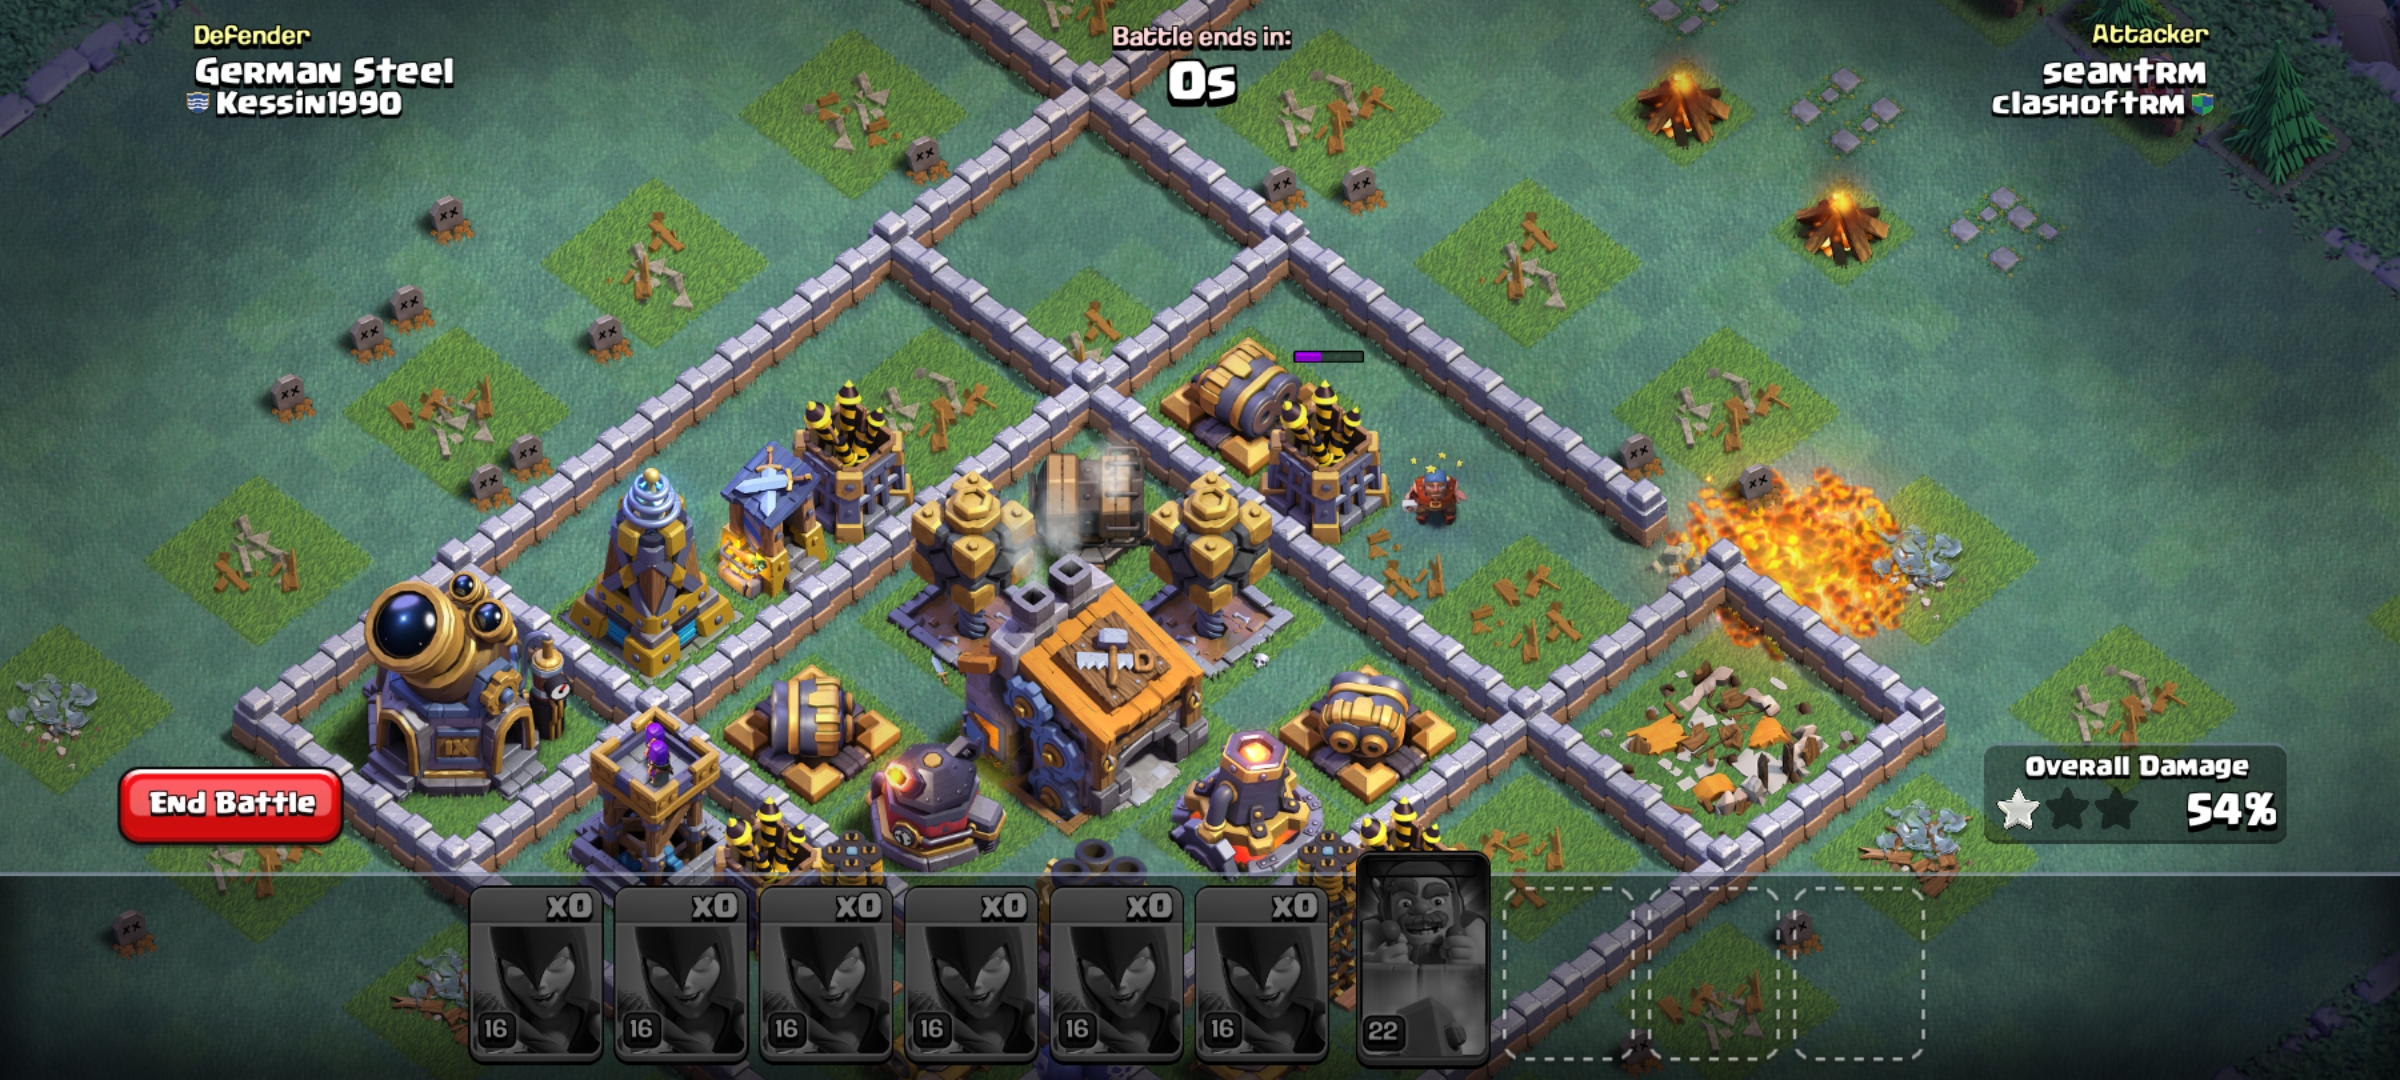 Defender
German Steel
Kessin1990
Battle ends in:
0s
Attacker
seantrm
clashoftrm
IX
End Battle
Overall Damage
54%
x0
x0
x0
x0
x0
x0
16
16
16
16
16
16
22